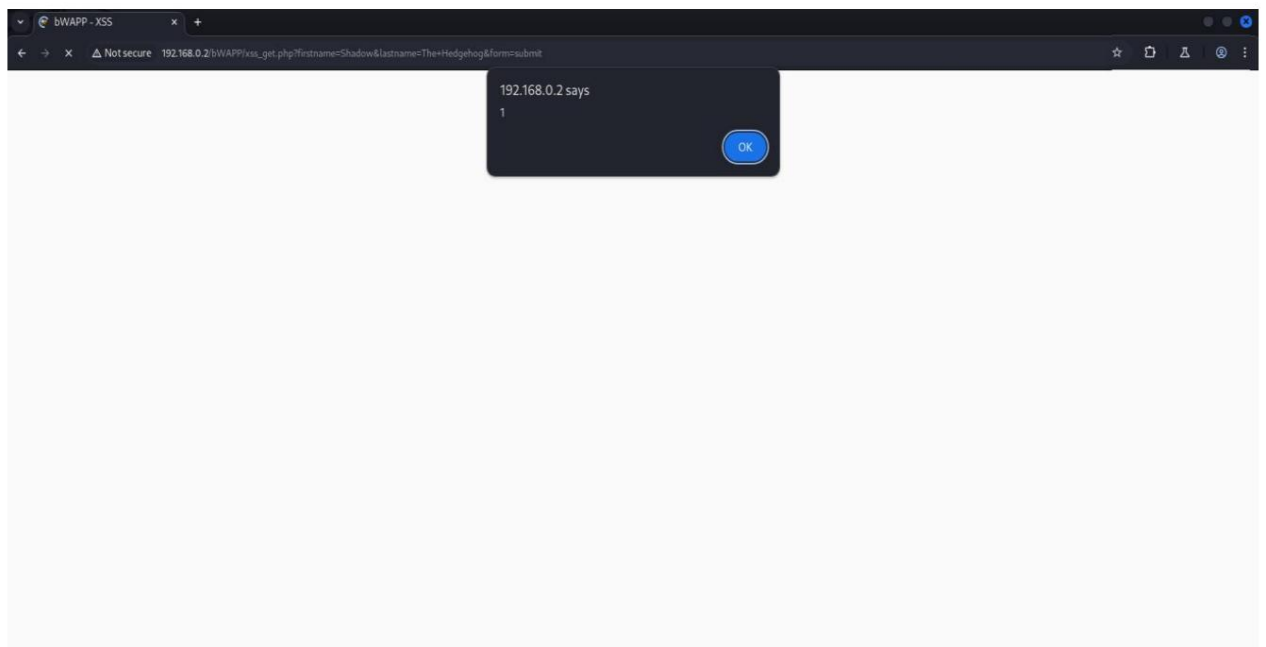 bWAPP - XSS
Not secure 192.168.0.2/bWAPP/xss_get.php?firstname=Shadow&lastname=The+Hedgehog&form=submit
192.168.0.2 says
1
OK